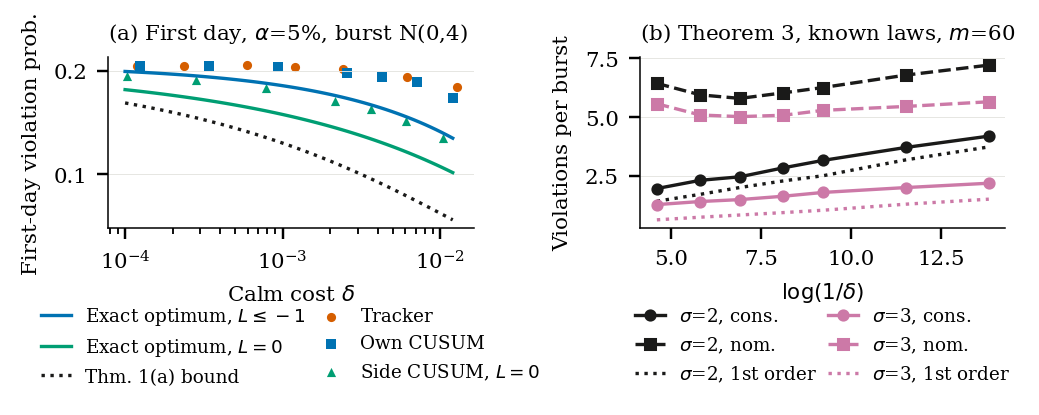 (a) First day, α=5%, burst N(0,4)
First-day violation prob.
0.2
0.1
10⁻⁴
10⁻³
10⁻²
Calm cost δ
Exact optimum, L ≤ −1
Exact optimum, L = 0
Thm. 1(a) bound
Tracker
Own CUSUM
Side CUSUM, L = 0
(b) Theorem 3, known laws, m=60
Violations per burst
7.5
5.0
2.5
5.0
7.5
10.0
12.5
log(1/δ)
σ=2, cons.
σ=2, nom.
σ=2, 1st order
σ=3, cons.
σ=3, nom.
σ=3, 1st order